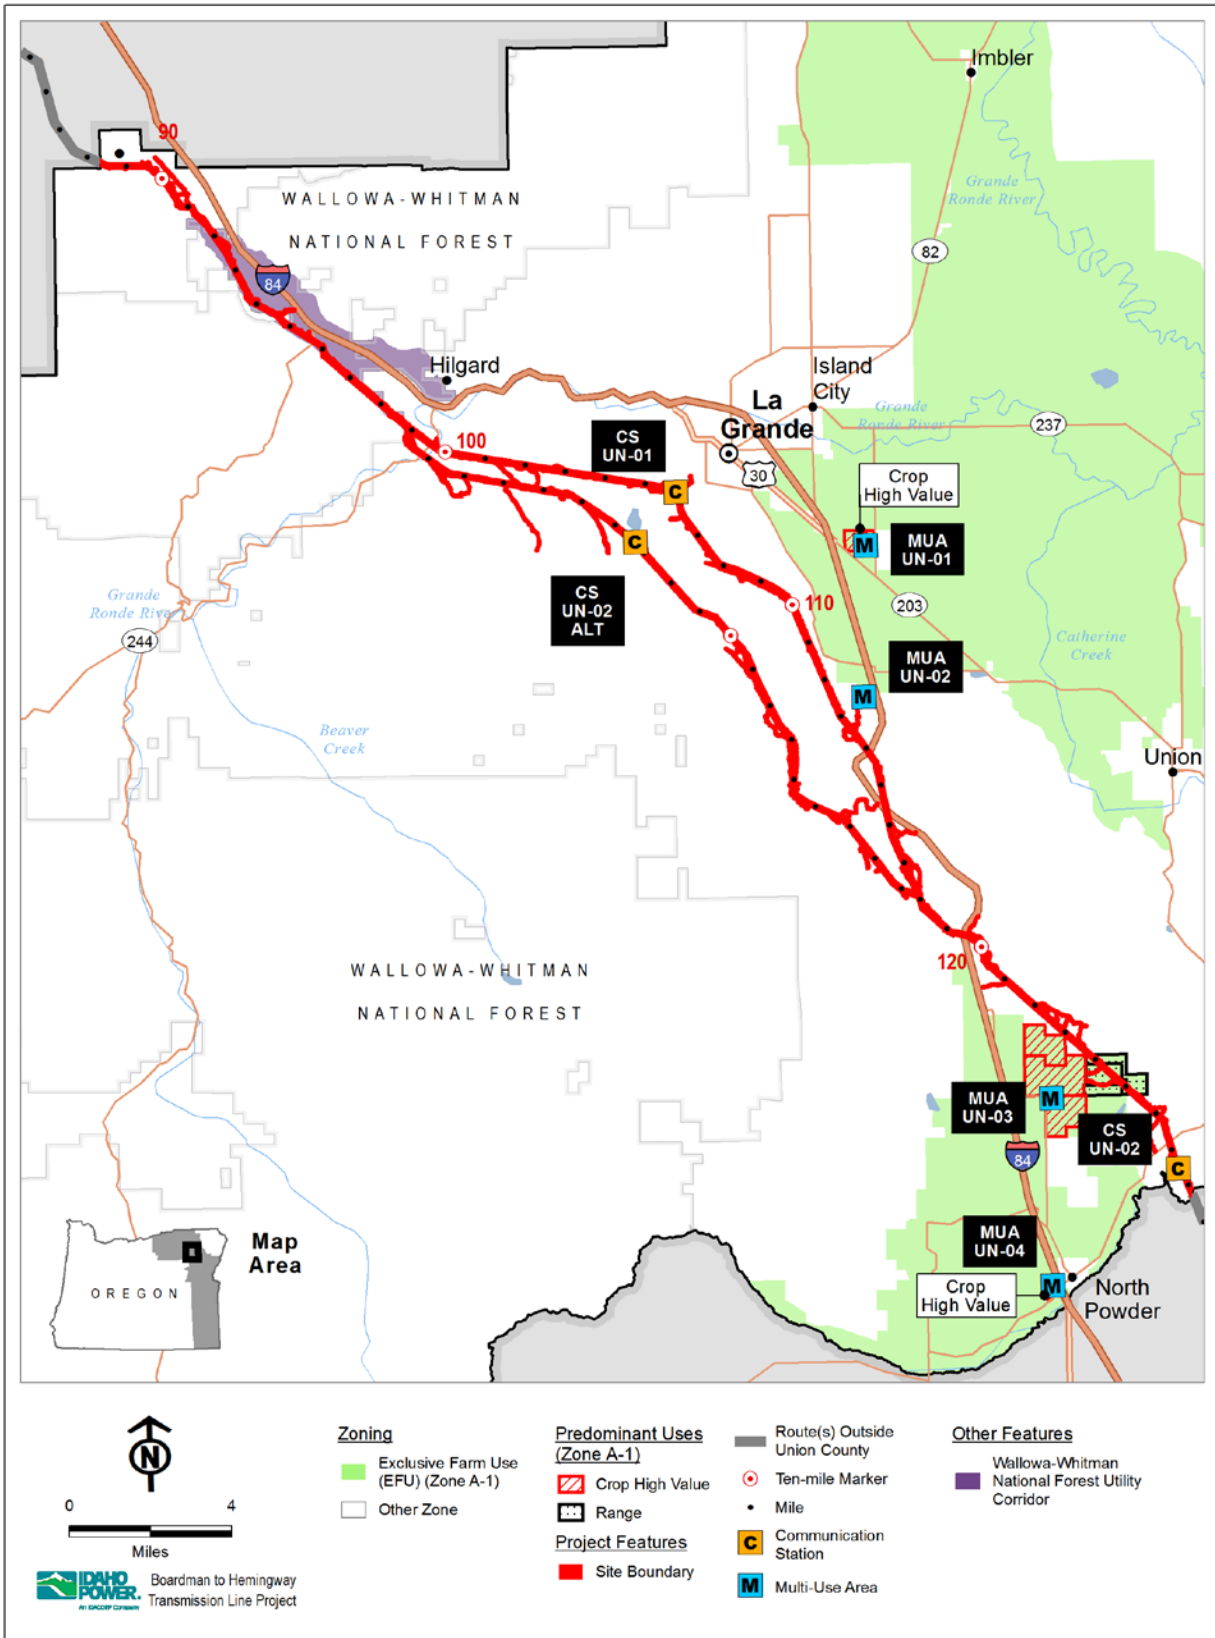 Imbler
90
WALLOWA-WHITMAN
NATIONAL FOREST
Grande
Ronde River
82
84
Hilgard
Island
City
La
Grande
Grande
Ronde River
237
100
CS
UN-01
30
Crop
High Value
C
M
MUA
UN-01
C
Grande
Ronde River
244
CS
UN-02
ALT
110
203
Catherine
Creek
MUA
UN-02
M
Beaver
Creek
Union
WALLOWA-WHITMAN
NATIONAL FOREST
120
MUA
UN-03
M
CS
UN-02
84
C
MUA
UN-04
Map
Area
OREGON
Crop
High Value
M
North
Powder
N
0 4
Miles
IDAHO
POWER.
An IDACORP Company
Boardman to Hemingway
Transmission Line Project
Zoning
Exclusive Farm Use
(EFU) (Zone A-1)
Other Zone
Predominant Uses
(Zone A-1)
Crop High Value
Range
Project Features
Site Boundary
Route(s) Outside
Union County
Ten-mile Marker
Mile
C
Communication
Station
M
Multi-Use Area
Other Features
Wallowa-Whitman
National Forest Utility
Corridor